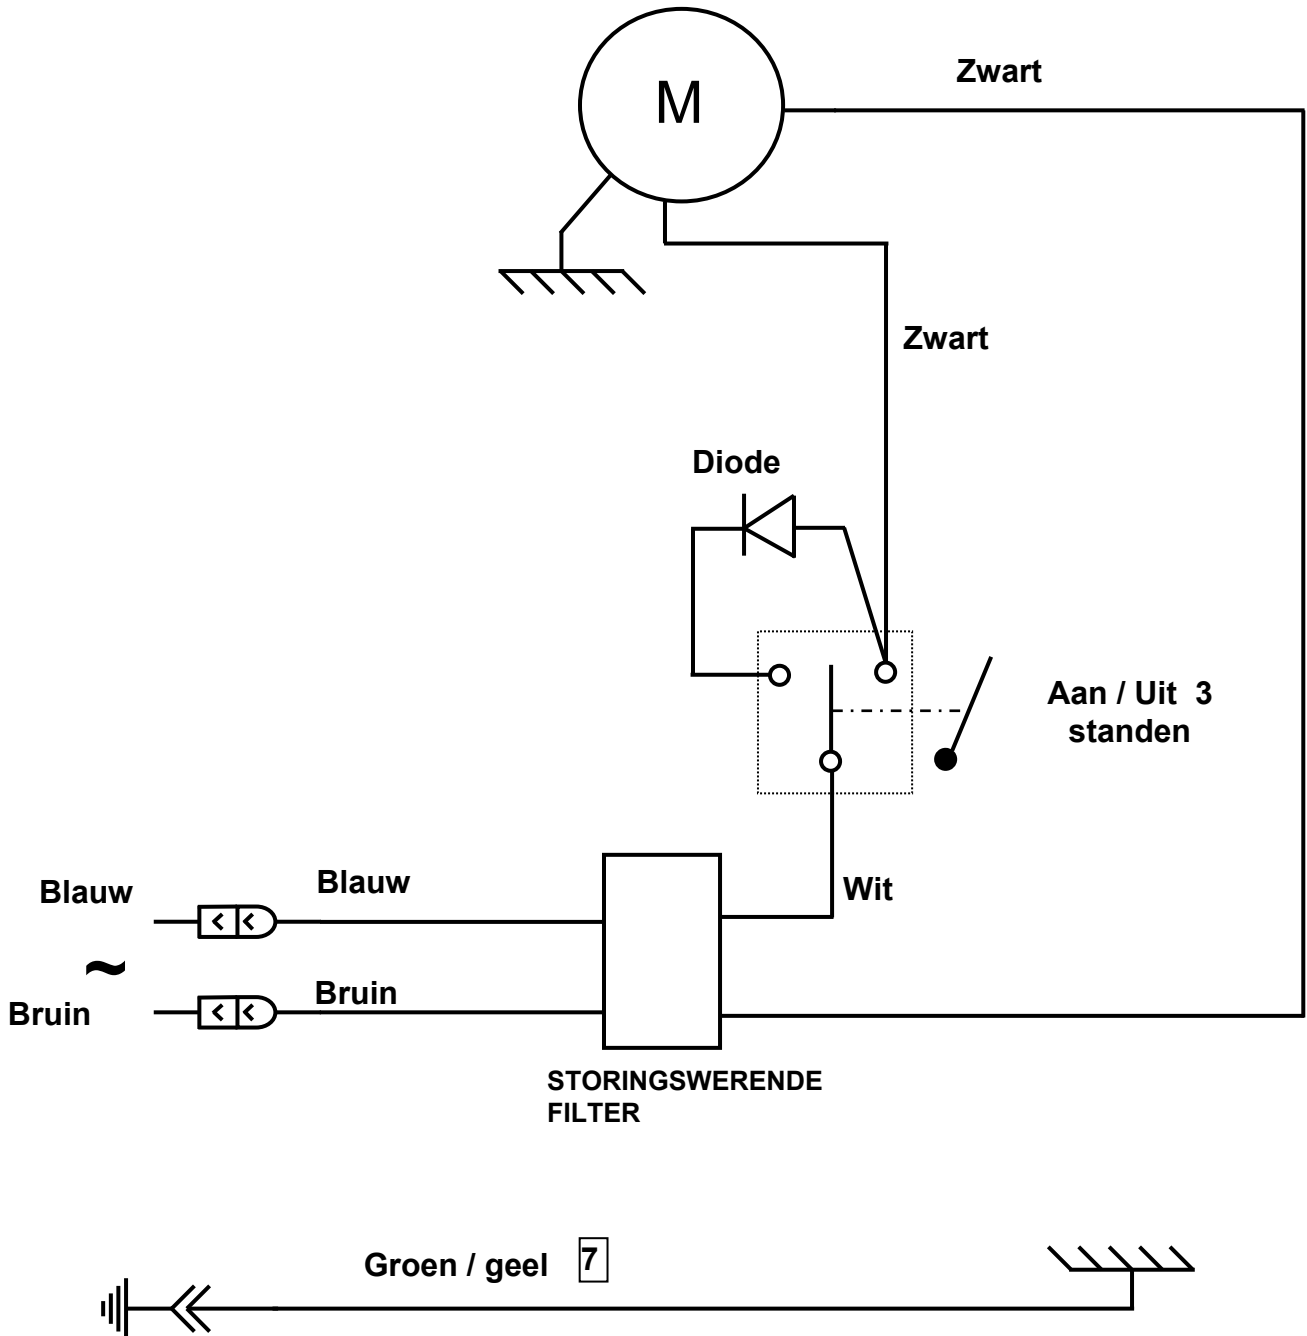 M
Zwart
Zwart
Diode
Aan / Uit 3
standen
Blauw
Blauw
Wit
~
Bruin
Bruin
STORINGSWERENDE
FILTER
Groen / geel 7